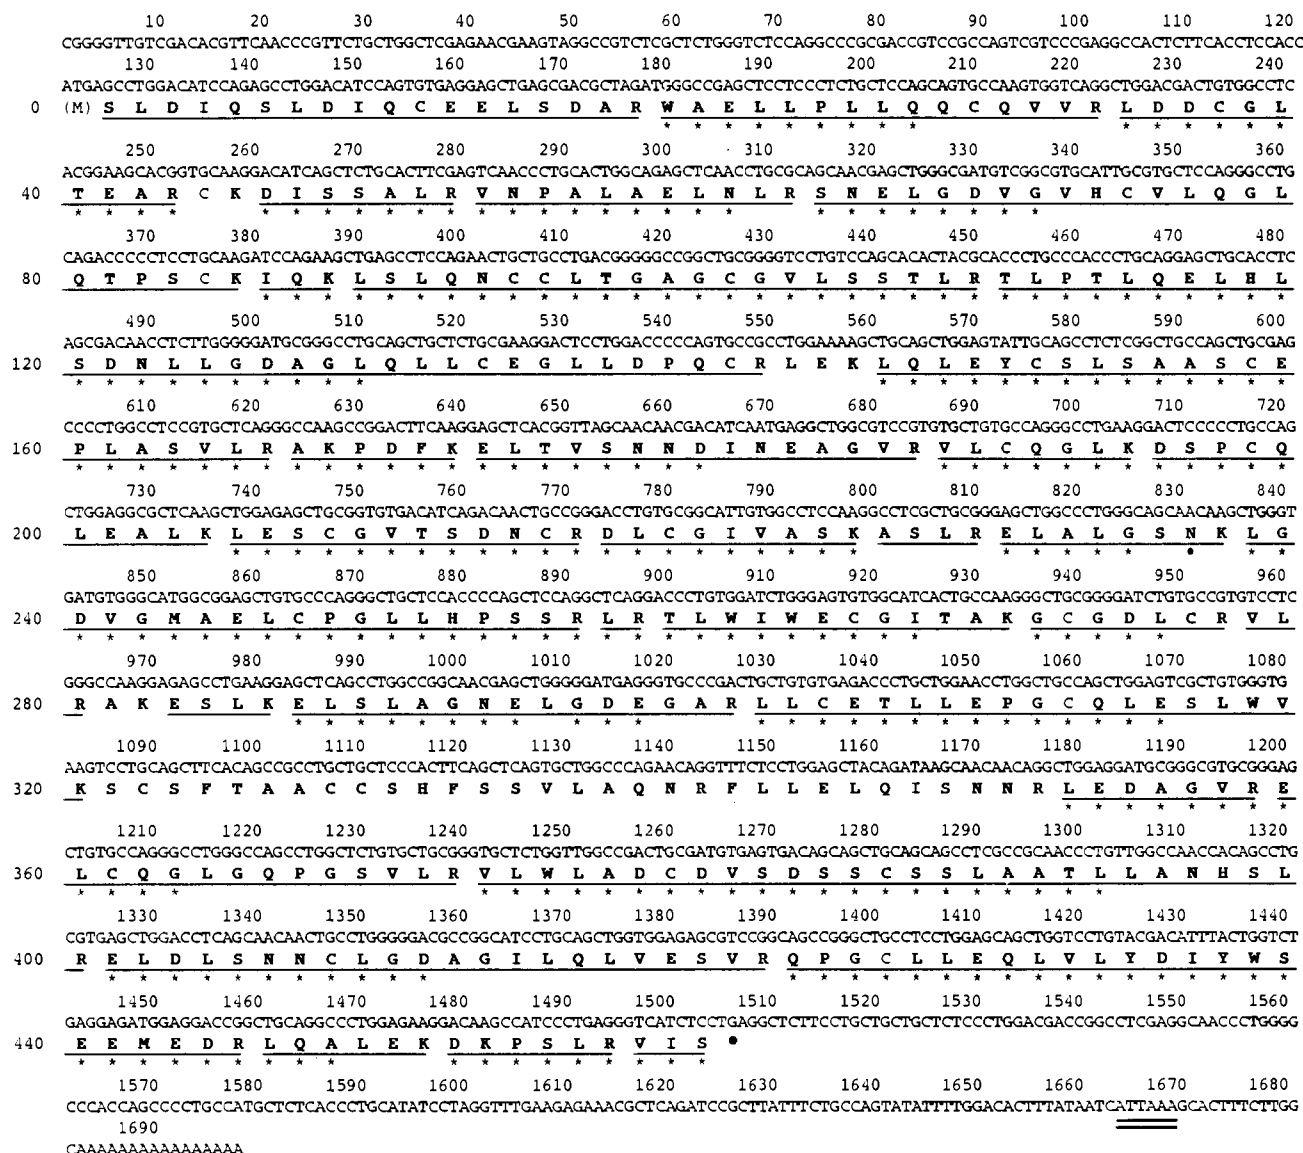 10 20 30 40 50 60 70 80 90 100 110 120
CGGGGTTGTCGACACGTTCAACCCGTTCTGCTGGCTCGAGAACGAAGTAGGCCGTCTCGCTCTGGGTCTCCAGGCCCGCGACCGTCCGCCAGTCGTCCCGAGGCCACTCTTCACCTCCACC
130 140 150 160 170 180 190 200 210 220 230 240
ATGAGCCTGGACATCCAGAGCCTGGACATCCAGTGTGAGGAGCTGAGCGACGCTAGATGGGCCGAGCTCCTCCCTCTGCTCCAGCAGTGCCAAGTGGTCAGGCTGGACGACTGTGGCCTC
0 (M) S L D I Q S L D I Q C E E L S D A R W A E L L P L L Q Q C Q V V R L D D C G L
250 260 270 280 290 300 310 320 330 340 350 360
ACGGAAGCACGGTGCAAGGACATCAGCTCTGCACTTCGAGTCAACCCTGCACTGGCAGAGCTCAACCTGCGCAGCAACGAGCTGGGCGATGTCGGCGTGCATTGCGTGCTCCAGGGCCTG
40 T E A R C K D I S S A L R V N P A L A E L N L R S N E L G D V G V H C V L Q G L
370 380 390 400 410 420 430 440 450 460 470 480
CAGACCCCCTCCTGCAAGATCCAGAAGCTGAGCCTCCAGAACTGCTGCCTGACGGGGGCCGGCTGCGGGGTCCTGTCCAGCACACTACGCACCCTGCCCACCCTGCAGGAGCTGCACCTC
80 Q T P S C K I Q K L S L Q N C C L T G A G C G V L S S T L R T L P T L Q E L H L
490 500 510 520 530 540 550 560 570 580 590 600
AGCGACAACCTCTTGGGGGATGCGGGCCTGCAGCTGCTCTGCGAAGGACTCCTGGACCCCCAGTGCCGCCTGGAAAAGCTGCAGCTGGAGTATTGCAGCCTCTCGGCTGCCAGCTGCGAG
120 S D N L L G D A G L Q L L C E G L L D P Q C R L E K L Q L E Y C S L S A A S C E
610 620 630 640 650 660 670 680 690 700 710 720
CCCCTGGCCTCCGTGCTCAGGGCCAAGCCGGACTTCAAGGAGCTCACGGTTAGCAACAACGACATCAATGAGGCTGGCGTCCGTGTGCTGTGCCAGGGCCTGAAGGACTCCCCCTGCCAG
160 P L A S V L R A K P D F K E L T V S N N D I N E A G V R V L C Q G L K D S P C Q
730 740 750 760 770 780 790 800 810 820 830 840
CTGGAGGCGCTCAAGCTGGAGAGCTGCGGTGTGACATCAGACAACTGCCGGGACCTGTGCGGCATTGTGGCCTCCAAGGCCTCGCTGCGGGAGCTGGCCCTGGGCAGCAACAAGCTGGGT
200 L E A L K L E S C G V T S D N C R D L C G I V A S K A S L R E L A L G S N K L G
850 860 870 880 890 900 910 920 930 940 950 960
GATGTGGGCATGGCGGAGCTGTGCCCAGGGCTGCTCCACCCCAGCTCCAGGCTCAGGACCCTGTGGATCTGGGAGTGTGGCATCACTGCCAAGGGCTGCGGGGATCTGTGCCGTGTCCTC
240 D V G M A E L C P G L L H P S S R L R T L W I W E C G I T A K G C G D L C R V L
970 980 990 1000 1010 1020 1030 1040 1050 1060 1070 1080
GGGCCAAGGAGAGCCTGAAGGAGCTCAGCCTGGCCGGCAACGAGCTGGGGGATGAGGGTGCCCGACTGCTGTGTGAGACCCTGCTGGAACCTGGCTGCCAGCTGGAGTCGCTGTGGGTG
280 R A K E S L K E L S L A G N E L G D E G A R L L C E T L L E P G C Q L E S L W V
1090 1100 1110 1120 1130 1140 1150 1160 1170 1180 1190 1200
AAGTCCTGCAGCTTCACAGCCGCCTGCTGCTCCCACTTCAGCTCAGTGCTGGCCCAGAACAGGTTTCTCCTGGAGCTACAGATAAGCAACAACAGGCTGGAGGATGCGGGCGTGCGGGAG
320 K S C S F T A A C C S H F S S V L A Q N R F L L E L Q I S N N R L E D A G V R E
1210 1220 1230 1240 1250 1260 1270 1280 1290 1300 1310 1320
CTGTGCCAGGGCCTGGGCCAGCCTGGCTCTGTGCTGCGGGTGCTCTGGTTGGCCGACTGCGATGTGAGTGACAGCAGCTGCAGCAGCCTCGCCGCAACCCTGTTGGCCAACCACAGCCTG
360 L C Q G L G Q P G S V L R V L W L A D C D V S D S S C S S L A A T L L A N H S L
1330 1340 1350 1360 1370 1380 1390 1400 1410 1420 1430 1440
CGTGAGCTGGACCTCAGCAACAACTGCCTGGGGGACGCCGGCATCCTGCAGCTGGTGGAGAGCGTCCGGCAGCCGGGCTGCCTCCTGGAGCAGCTGGTCCTGTACGACATTTACTGGTCT
400 R E L D L S N N C L G D A G I L Q L V E S V R Q P G C L L E Q L V L Y D I Y W S
1450 1460 1470 1480 1490 1500 1510 1520 1530 1540 1550 1560
GAGGAGATGGAGGACCGGCTGCAGGCCCTGGAGAAGGACAAGCCATCCCTGAGGGTCATCTCCTGAGGCTCTTCCTGCTGCTGCTCTCCCTGGACGACCGGCCTCGAGGCAACCCTGGGG
440 E E M E D R L Q A L E K D K P S L R V I S
1570 1580 1590 1600 1610 1620 1630 1640 1650 1660 1670 1680
CCCACCAGCCCCTGCCATGCTCTCACCCTGCATATCCTAGGTTTGAAGAGAAACGCTCAGATCCGCTTATTTCTGCCAGTATATTTTGGACACTTTATAATCATTAAAGCACTTTCTTGG
1690
CAAAAAAAAAAAAAAAA